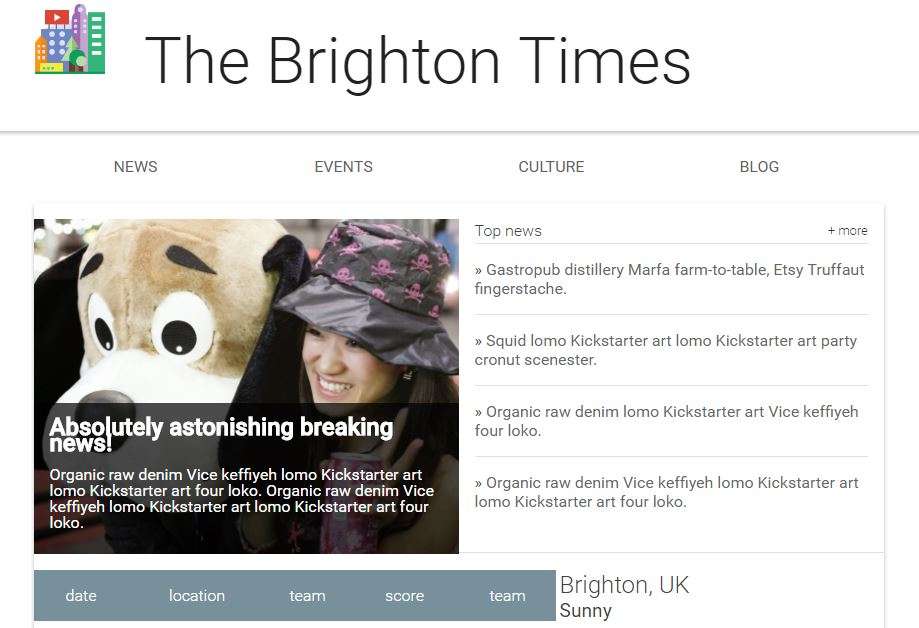 The Brighton Times
NEWS EVENTS CULTURE BLOG
Absolutely astonishing breaking
news!
Organic raw denim Vice keffiyeh lomo Kickstarter art
lomo Kickstarter art four loko. Organic raw denim Vice
keffiyeh lomo Kickstarter art lomo Kickstarter art four
loko.
Top news + more
» Gastropub distillery Marfa farm-to-table, Etsy Truffaut
fingerstache.
» Squid lomo Kickstarter art lomo Kickstarter art party
cronut scenester.
» Organic raw denim lomo Kickstarter art Vice keffiyeh
four loko.
» Organic raw denim Vice keffiyeh lomo Kickstarter art
lomo Kickstarter art four loko.
date location team score team
Brighton, UK
Sunny